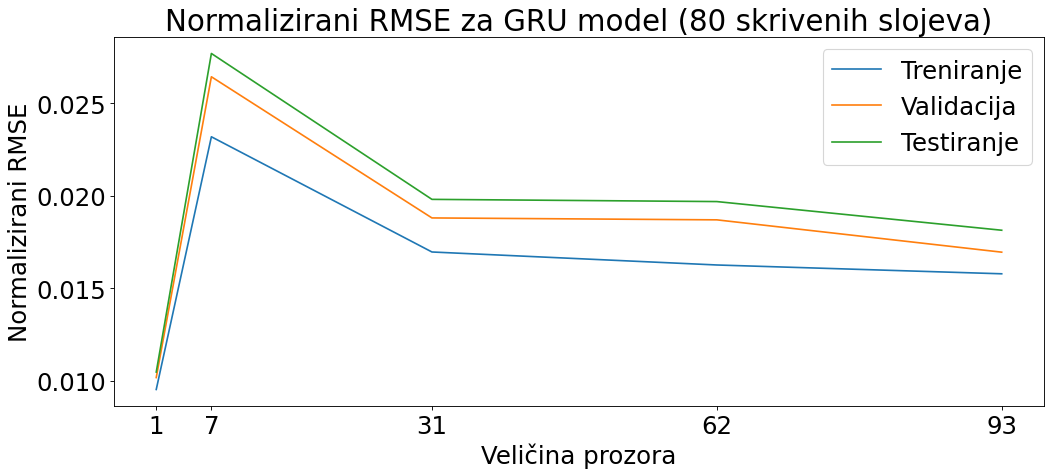 Normalizirani RMSE za GRU model (80 skrivenih slojeva)
Treniranje
Validacija
Testiranje
Normalizirani RMSE
0.025
0.020
0.015
0.010
1 7 31 62 93
Veličina prozora